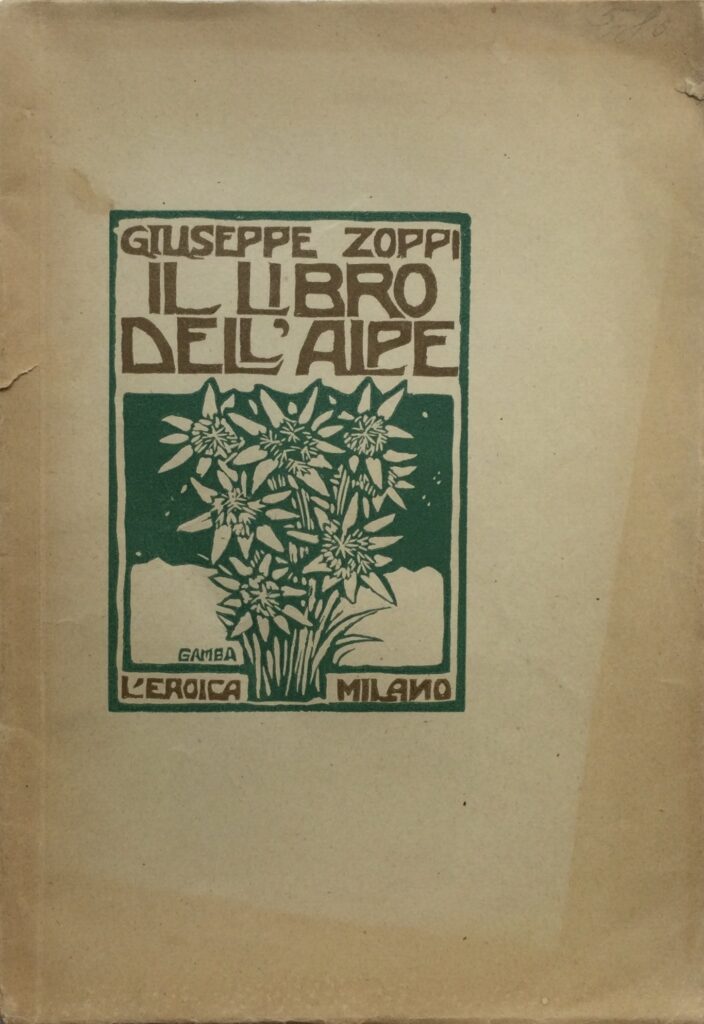 GIUSEPPE ZOPPI
IL LIBRO
DELL'ALPE
GAMBA
L'EROICA MILANO